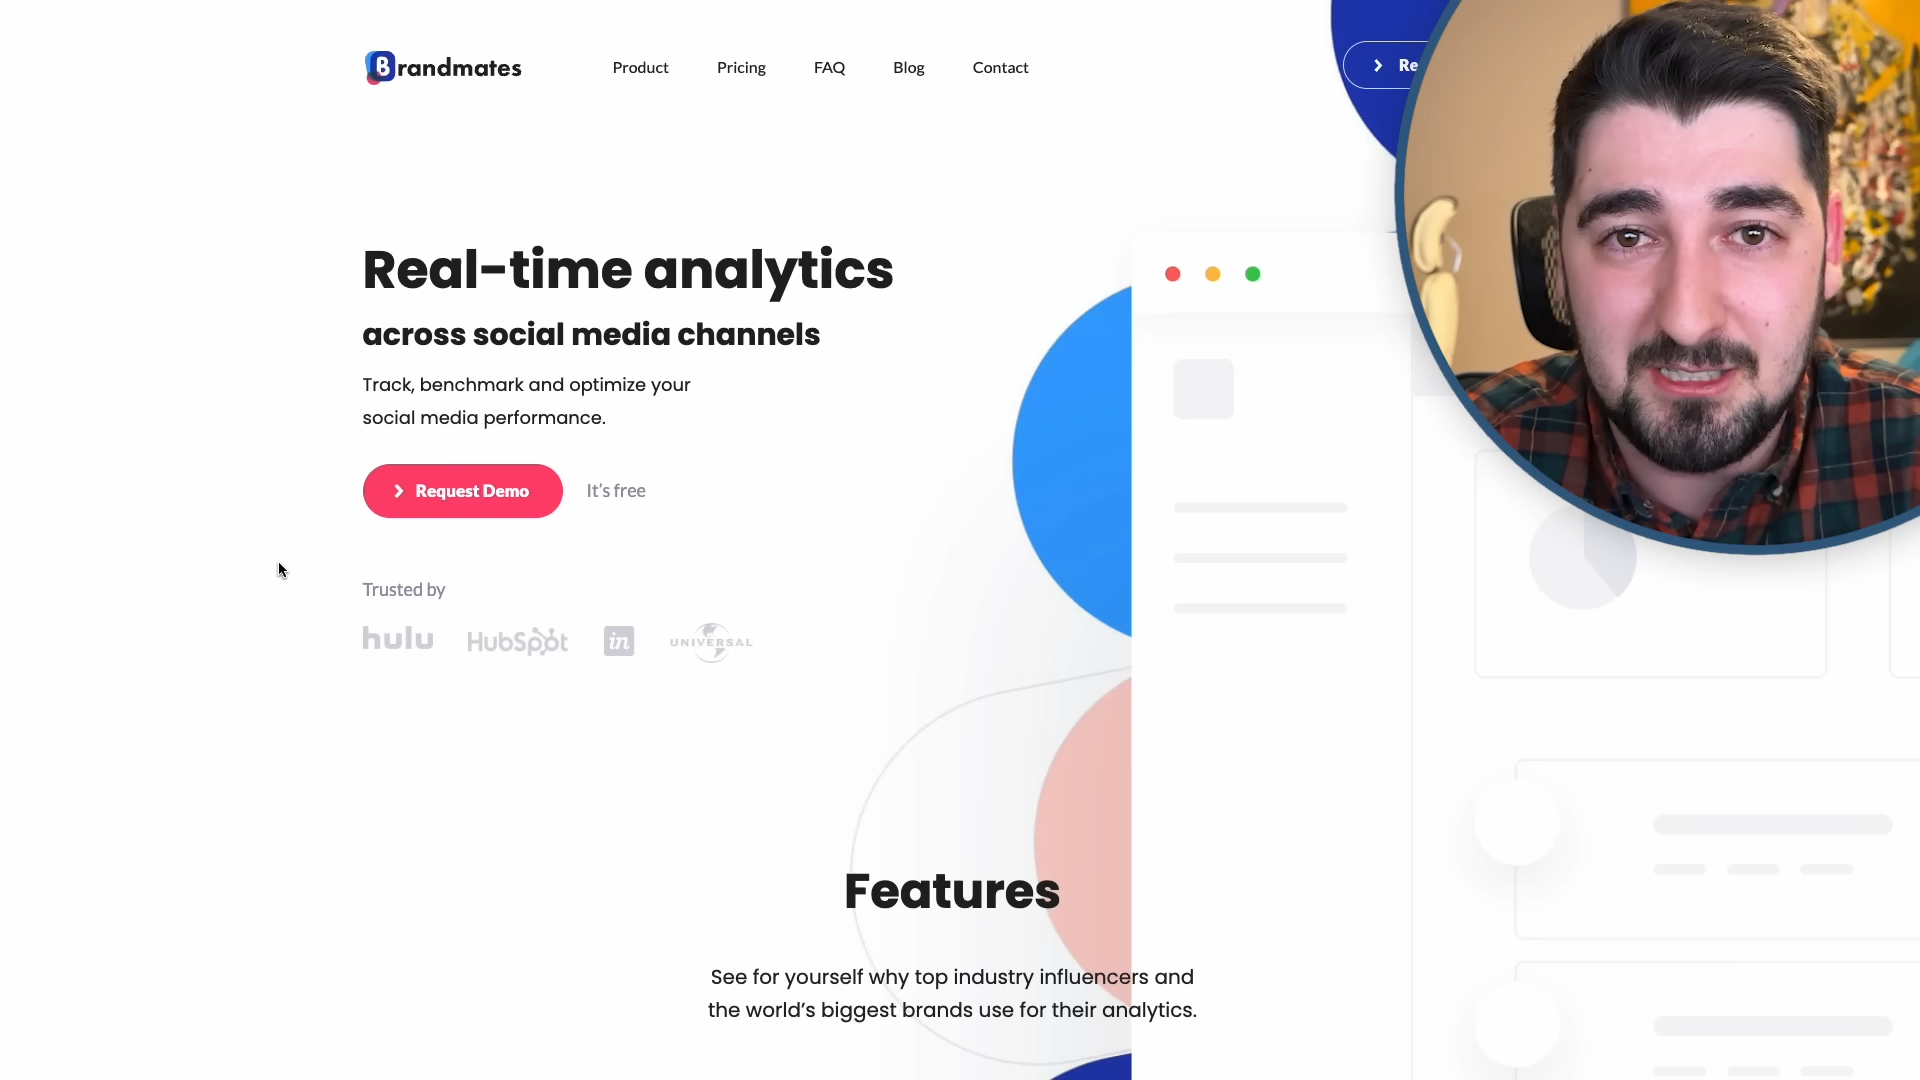 Brandmates
Product
Pricing
FAQ
Blog
Contact
Re
Real-time analytics
across social media channels
Track, benchmark and optimize your
social media performance.
Request Demo
It's free
Trusted by
hulu
HubSpot
in
UNIVERSAL
Features
See for yourself why top industry influencers and
the world's biggest brands use for their analytics.